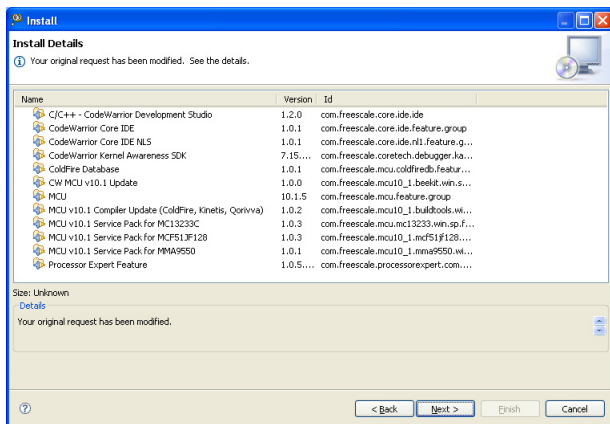 Install
Install Details
Your original request has been modified. See the details.
Name Version Id
C/C++ - CodeWarrior Development Studio 1.2.0 com.freescale.core.ide.ide
CodeWarrior Core IDE 1.0.1 com.freescale.core.ide.feature.group
CodeWarrior Core IDE NLS 1.0.1 com.freescale.core.ide.nl1.feature.g...
CodeWarrior Kernel Awareness SDK 7.15.... com.freescale.coretech.debugger.ka...
ColdFire Database 1.0.1 com.freescale.mcu.coldfiredb.featur...
CW MCU v10.1 Update 1.0.0 com.freescale.mcu10_1.beekit.win.s...
MCU 10.1.5 com.freescale.mcu.feature.group
MCU v10.1 Compiler Update (ColdFire, Kinetis, Qorivva) 1.0.2 com.freescale.mcu10_1.buildtools.wi...
MCU v10.1 Service Pack for MC13233C 1.0.3 com.freescale.mcu.mc13233.win.sp.f...
MCU v10.1 Service Pack for MCF51JF128 1.0.3 com.freescale.mcu10_1.mcf51jf128....
MCU v10.1 Service Pack for MMA9550 1.0.1 com.freescale.mcu10_1.mma9550.wi...
Processor Expert Feature 1.0.5.... com.freescale.processorexpert.com....
Size: Unknown
Details
Your original request has been modified.
< Back Next > Finish Cancel